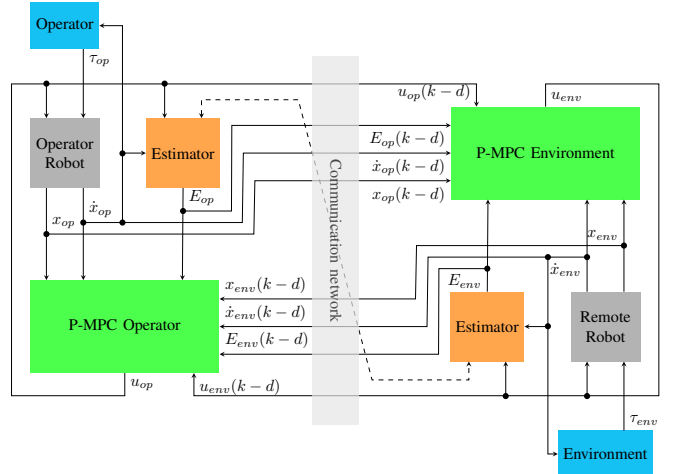 Operator
τ_op
u_op(k − d)
u_env
Operator
Robot
Estimator
P-MPC Environment
E_op(k − d)
ẋ_op(k − d)
x_op(k − d)
x_op
ẋ_op
E_op
Communication network
x_env
ẋ_env
E_env
x_env(k − d)
ẋ_env(k − d)
E_env(k − d)
P-MPC Operator
Estimator
Remote
Robot
u_op
u_env(k − d)
τ_env
Environment